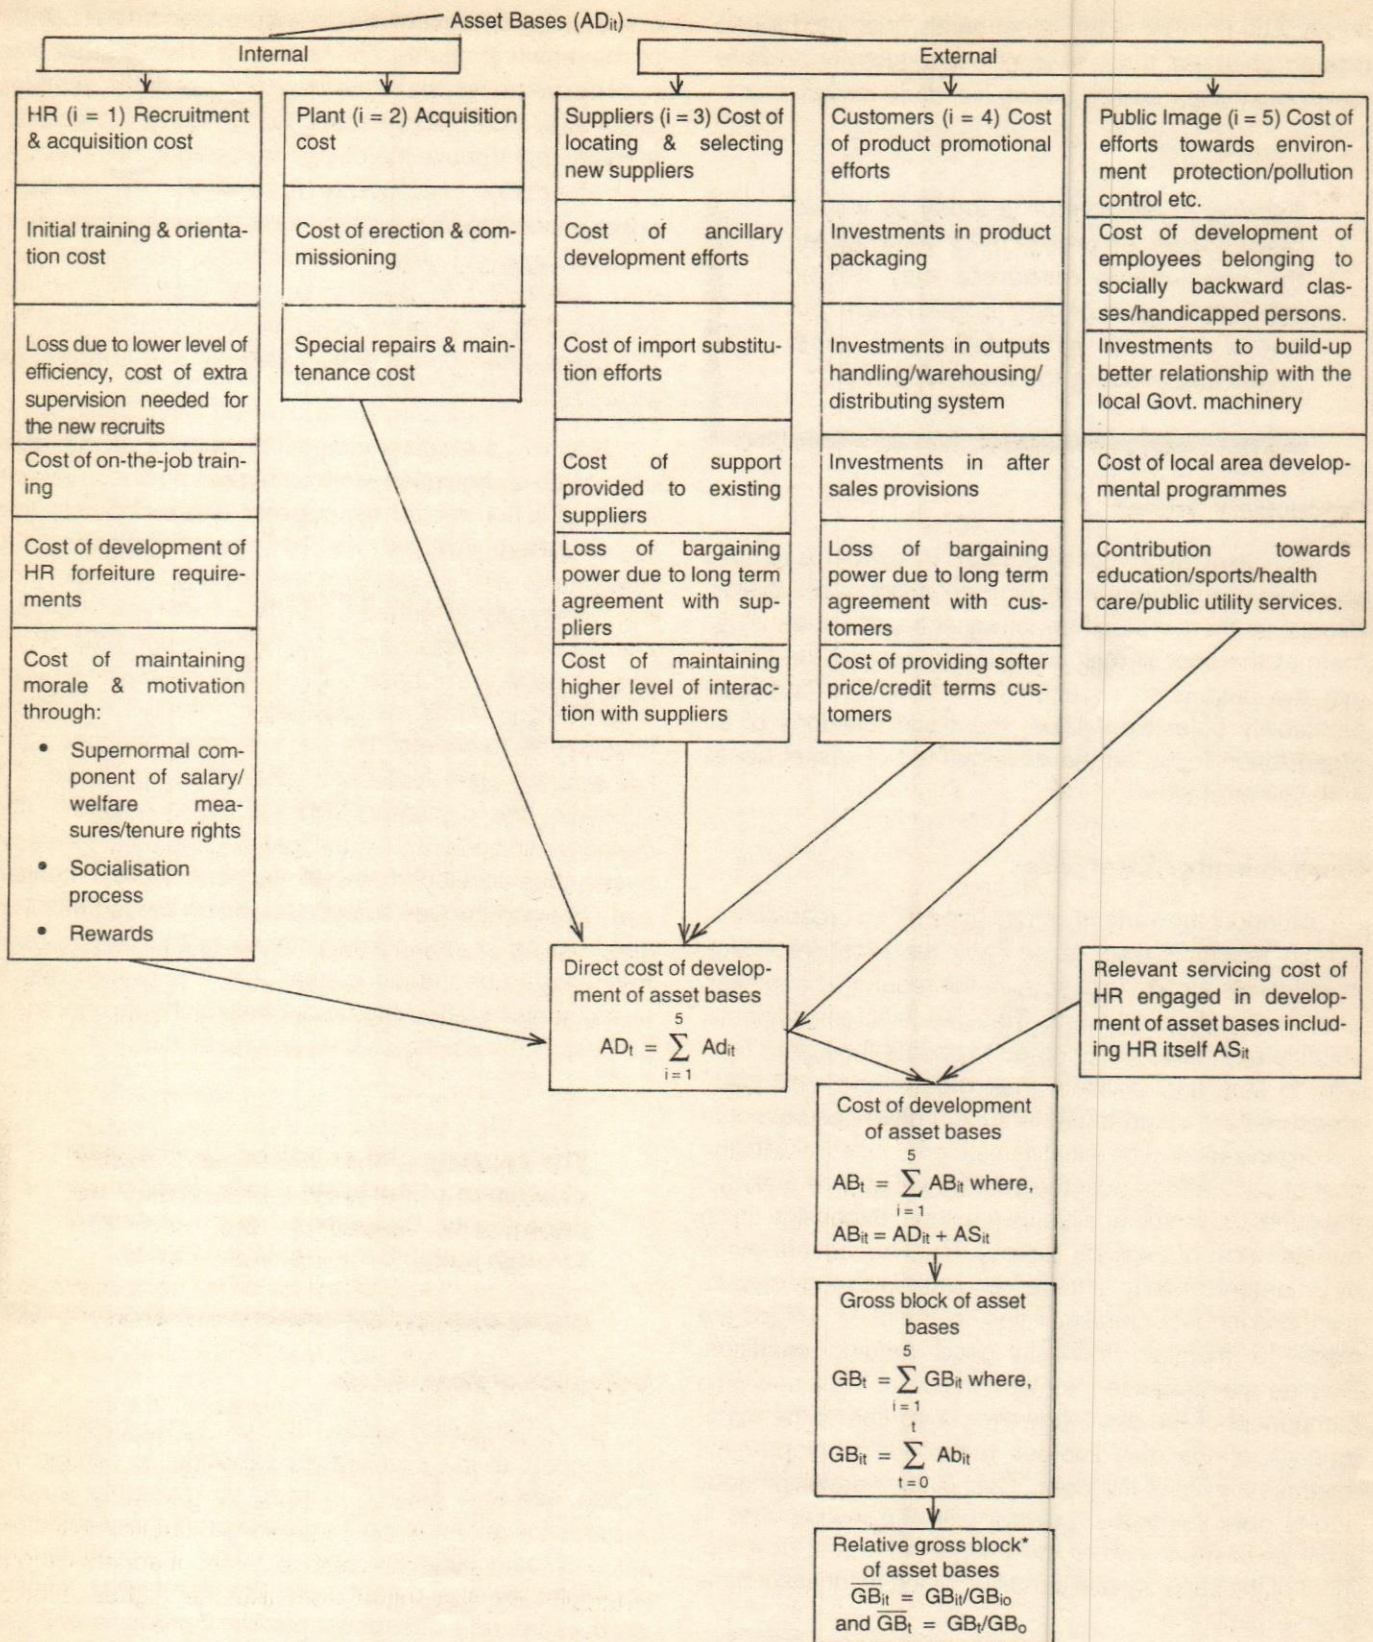 Asset Bases (ADit)
Internal
External
HR (i = 1) Recruitment
& acquisition cost
Initial training & orienta-
tion cost
Loss due to lower level of
efficiency, cost of extra
supervision needed for
the new recruits
Cost of on-the-job train-
ing
Cost of development of
HR forfeiture require-
ments
Cost of maintaining
morale & motivation
through:
• Supernormal com-
ponent of salary/
welfare mea-
sures/tenure rights
• Socialisation
process
• Rewards
Plant (i = 2) Acquisition
cost
Cost of erection & com-
missioning
Special repairs & main-
tenance cost
Suppliers (i = 3) Cost of
locating & selecting
new suppliers
Cost of ancillary
development efforts
Cost of import substitu-
tion efforts
Cost of support
provided to existing
suppliers
Loss of bargaining
power due to long term
agreement with sup-
pliers
Cost of maintaining
higher level of interac-
tion with suppliers
Customers (i = 4) Cost
of product promotional
efforts
Investments in product
packaging
Investments in outputs
handling/warehousing/
distributing system
Investments in after
sales provisions
Loss of bargaining
power due to long term
agreement with cus-
tomers
Cost of providing softer
price/credit terms cus-
tomers
Public Image (i = 5) Cost of
efforts towards environ-
ment protection/pollution
control etc.
Cost of development of
employees belonging to
socially backward clas-
ses/handicapped persons.
Investments to build-up
better relationship with the
local Govt. machinery
Cost of local area develop-
mental programmes
Contribution towards
education/sports/health
care/public utility services.
Direct cost of develop-
ment of asset bases
5
ADt = ∑ Adit
i = 1
Relevant servicing cost of
HR engaged in develop-
ment of asset bases includ-
ing HR itself ASit
Cost of development
of asset bases
5
ABt = ∑ ABit where,
i = 1
ABit = ADit + ASit
Gross block of asset
bases
5
GBt = ∑ GBit where,
i = 1
t
GBit = ∑ Abit
t = 0
Relative gross block*
of asset bases
G̅B̅it = GBit/GBio
and G̅B̅t = GBt/GBo